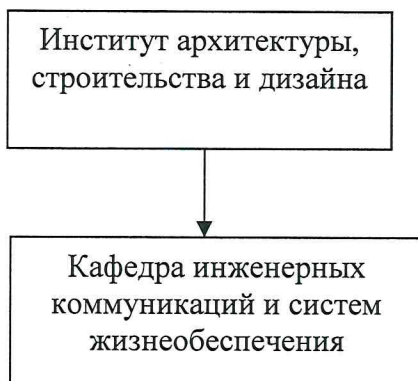 Институт архитектуры,
строительства и дизайна
Кафедра инженерных
коммуникаций и систем
жизнеобеспечения